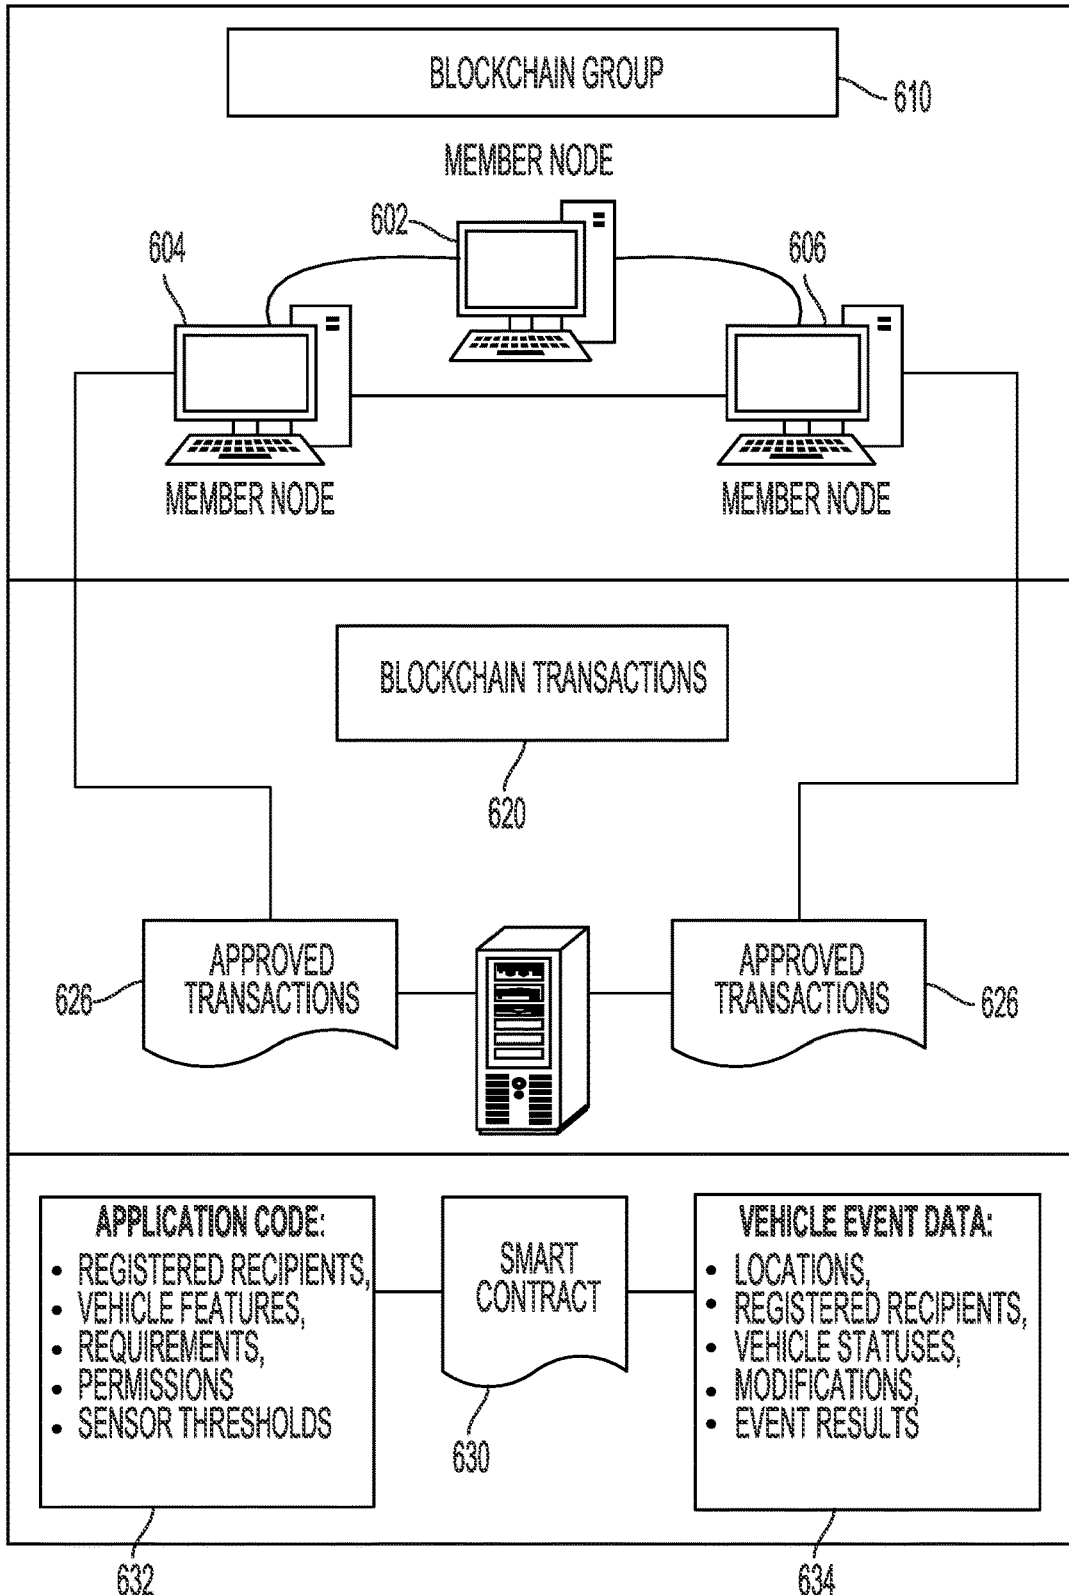 BLOCKCHAIN GROUP
610
MEMBER NODE
602
604
606
MEMBER NODE
MEMBER NODE
BLOCKCHAIN TRANSACTIONS
620
APPROVED
TRANSACTIONS
626
APPROVED
TRANSACTIONS
626
APPLICATION CODE:
• REGISTERED RECIPIENTS,
• VEHICLE FEATURES,
• REQUIREMENTS,
• PERMISSIONS
• SENSOR THRESHOLDS
632
SMART
CONTRACT
630
VEHICLE EVENT DATA:
• LOCATIONS,
• REGISTERED RECIPIENTS,
• VEHICLE STATUSES,
• MODIFICATIONS,
• EVENT RESULTS
634